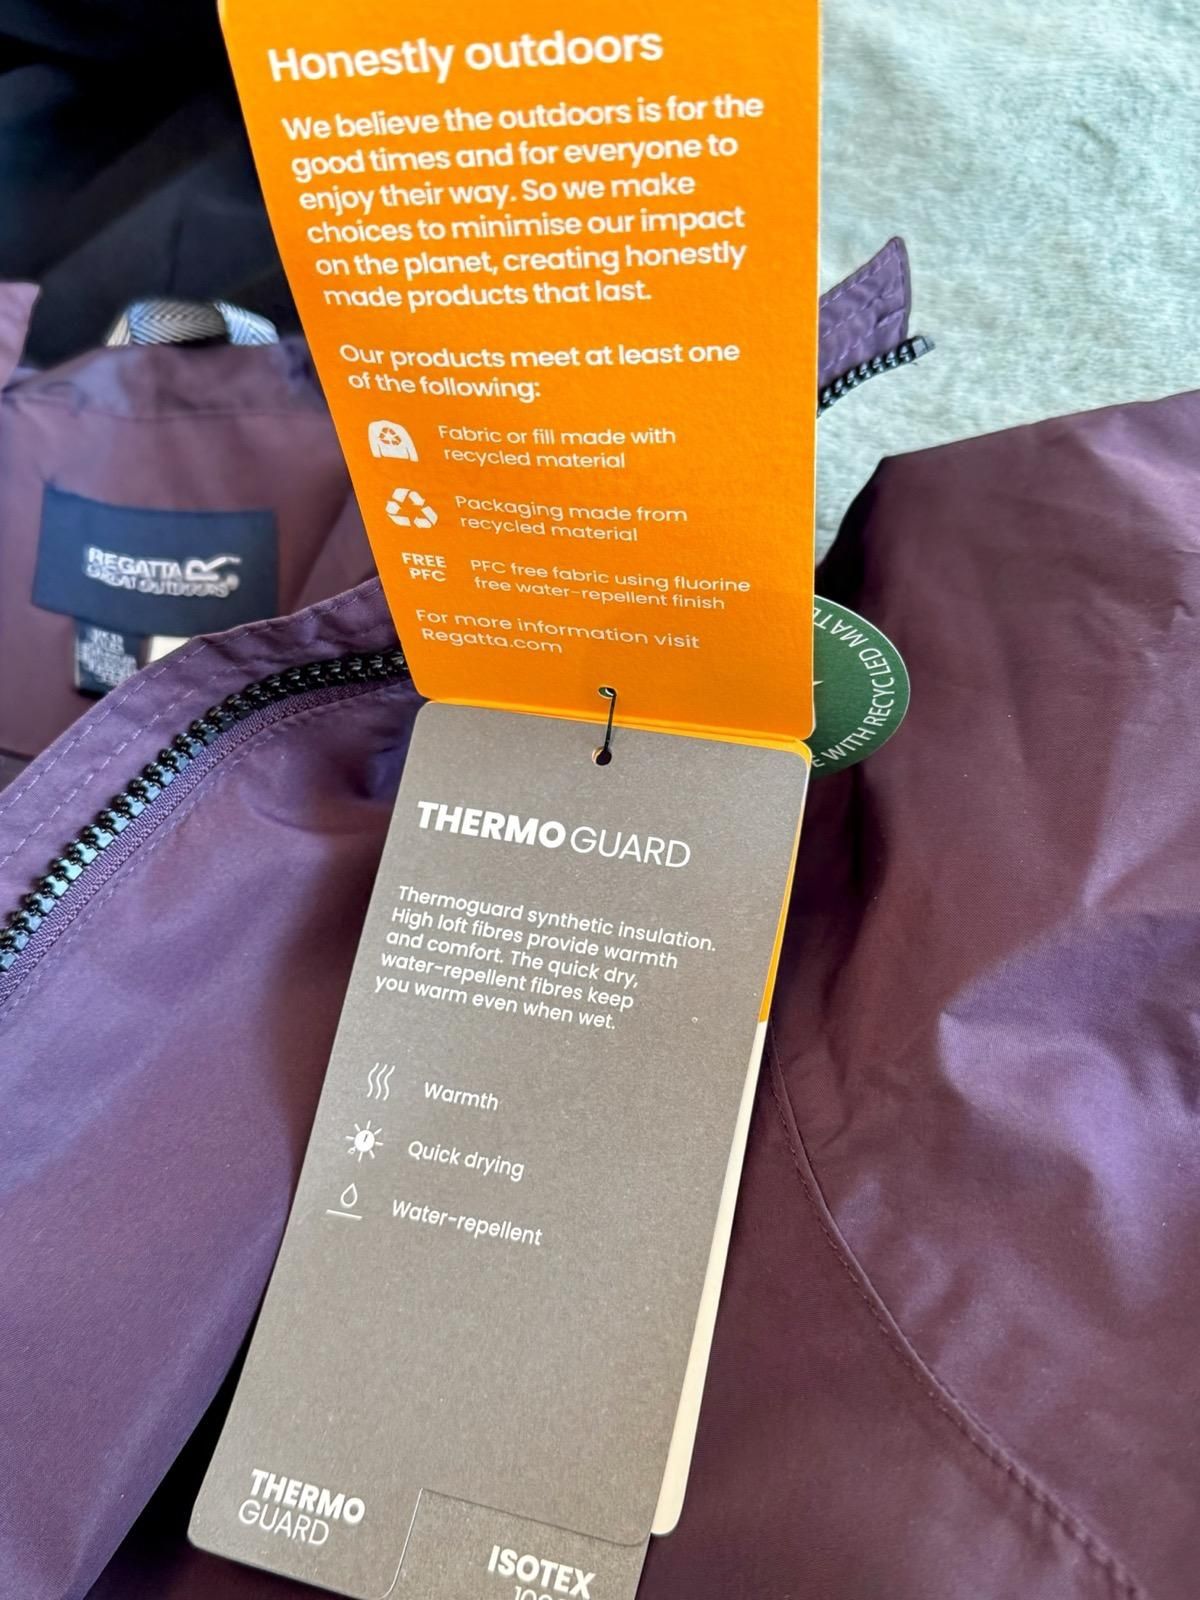 Honestly outdoors
We believe the outdoors is for the
good times and for everyone to
enjoy their way. So we make
choices to minimise our impact
on the planet, creating honestly
made products that last.
Our products meet at least one
of the following:
Fabric or fill made with
recycled material
Packaging made from
recycled material
FREE
PFC
PFC free fabric using fluorine
free water-repellent finish
For more information visit
Regatta.com
REGATTA
GREAT OUTDOORS
WITH RECYCLED
THERMOGUARD
Thermoguard synthetic insulation.
High loft fibres provide warmth
and comfort. The quick dry,
water-repellent fibres keep
you warm even when wet.
Warmth
Quick drying
Water-repellent
THERMO
GUARD
ISOTEX